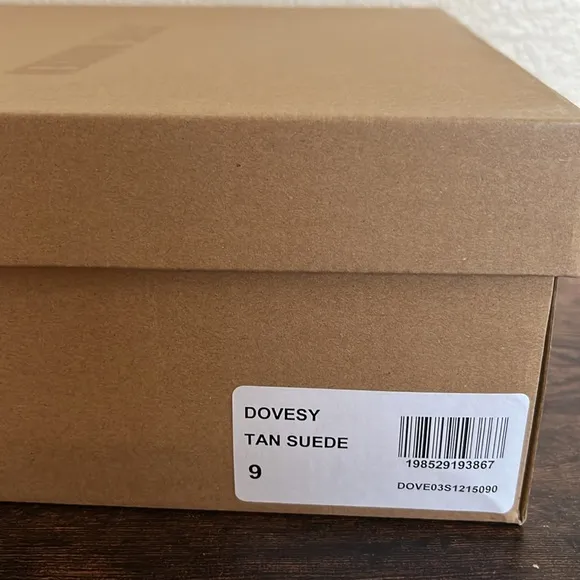 DOVESY
TAN SUEDE
9
198529193867
DOVE03S1215090